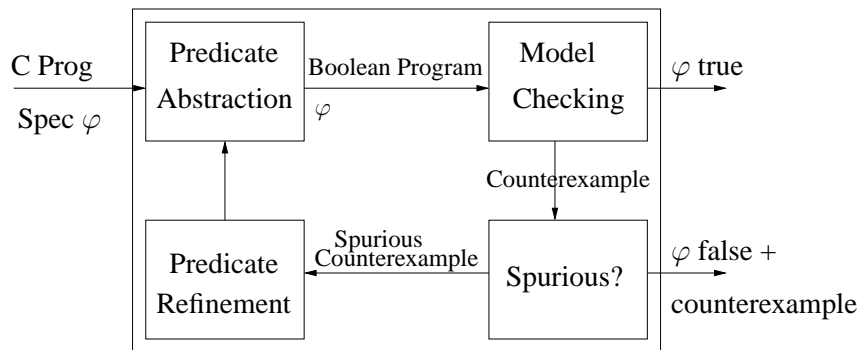 C Prog
Spec φ
Predicate
Abstraction
Boolean Program
φ
Model
Checking
φ true
Counterexample
Predicate
Refinement
Spurious
Counterexample
Spurious?
φ false +
counterexample